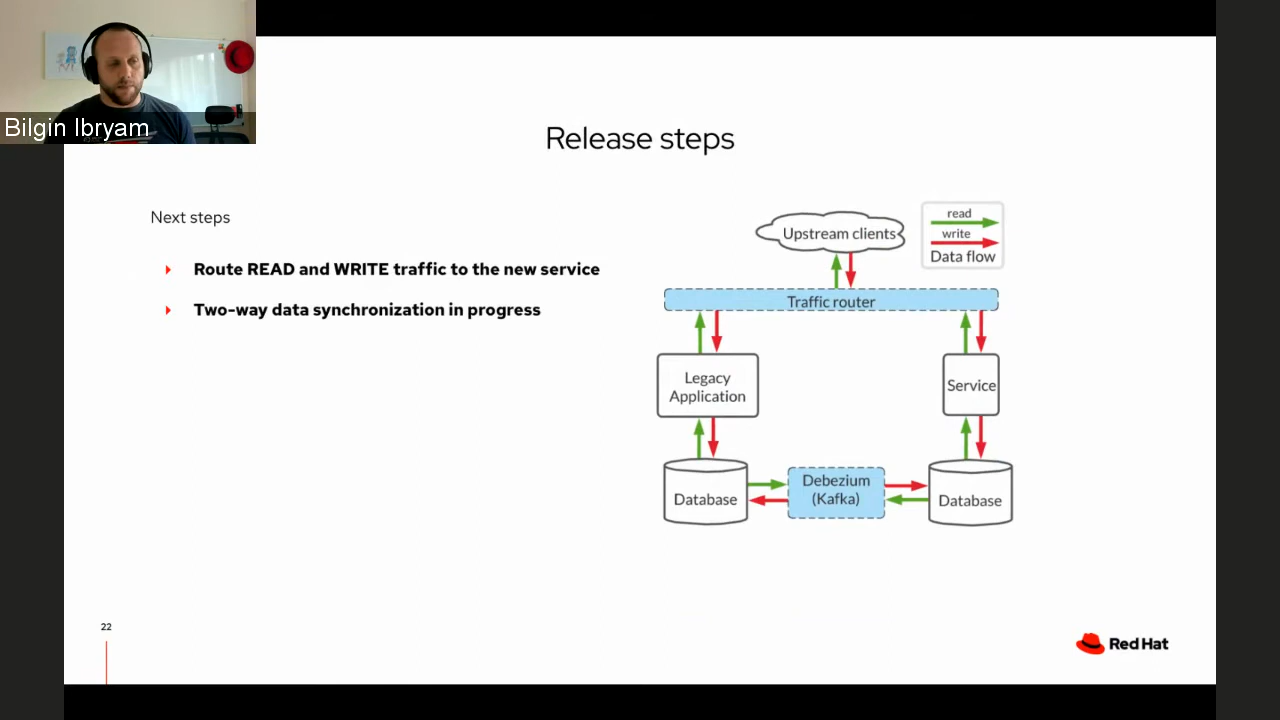 Bilgin Ibryam
Release steps
Next steps
Route READ and WRITE traffic to the new service
Two-way data synchronization in progress
Upstream clients
read
write
Data flow
Traffic router
Legacy
Application
Service
Database
Debezium
(Kafka)
Database
22
Red Hat